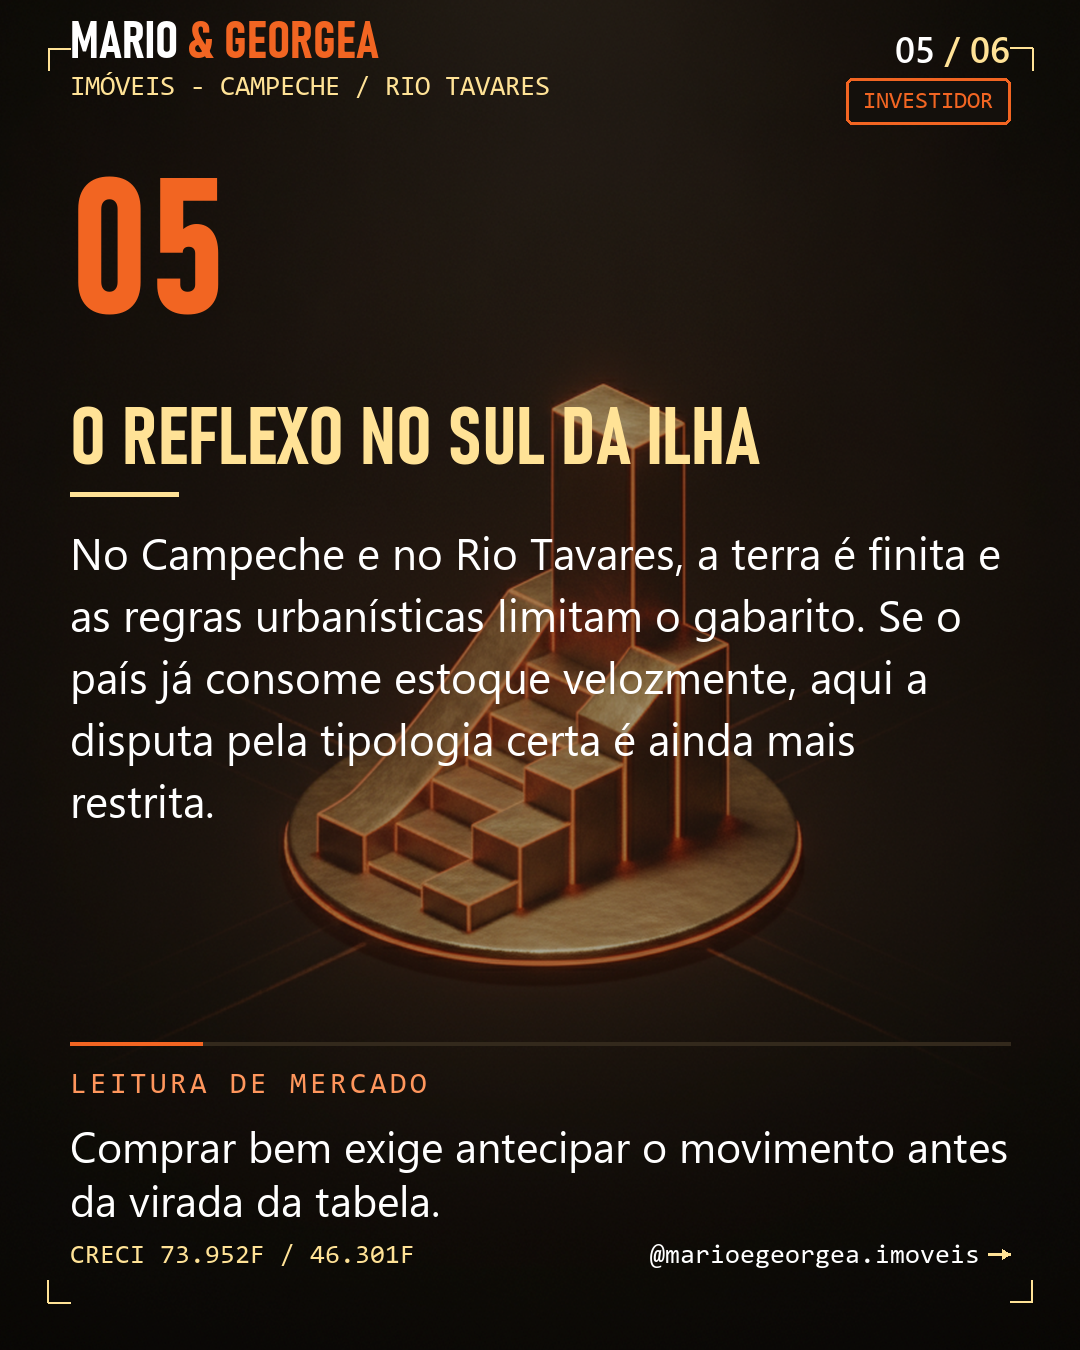 MARIO & GEORGEA
IMÓVEIS - CAMPECHE / RIO TAVARES
05 / 06
INVESTIDOR
05
O REFLEXO NO SUL DA ILHA
No Campeche e no Rio Tavares, a terra é finita e
as regras urbanísticas limitam o gabarito. Se o
país já consome estoque velozmente, aqui a
disputa pela tipologia certa é ainda mais
restrita.
LEITURA DE MERCADO
Comprar bem exige antecipar o movimento antes
da virada da tabela.
CRECI 73.952F / 46.301F
@marioegeorgea.imoveis